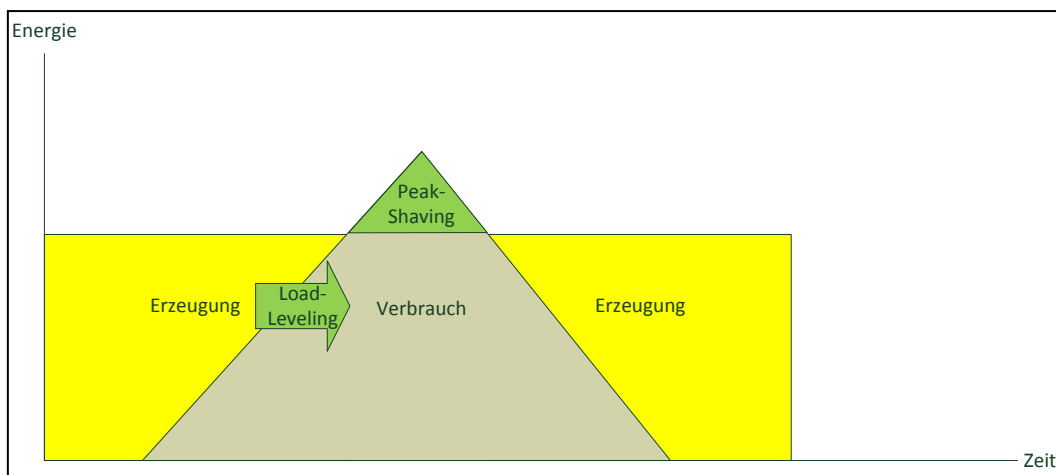 Energie
Peak-
Shaving
Erzeugung
Load-
Leveling
Verbrauch
Erzeugung
Zeit